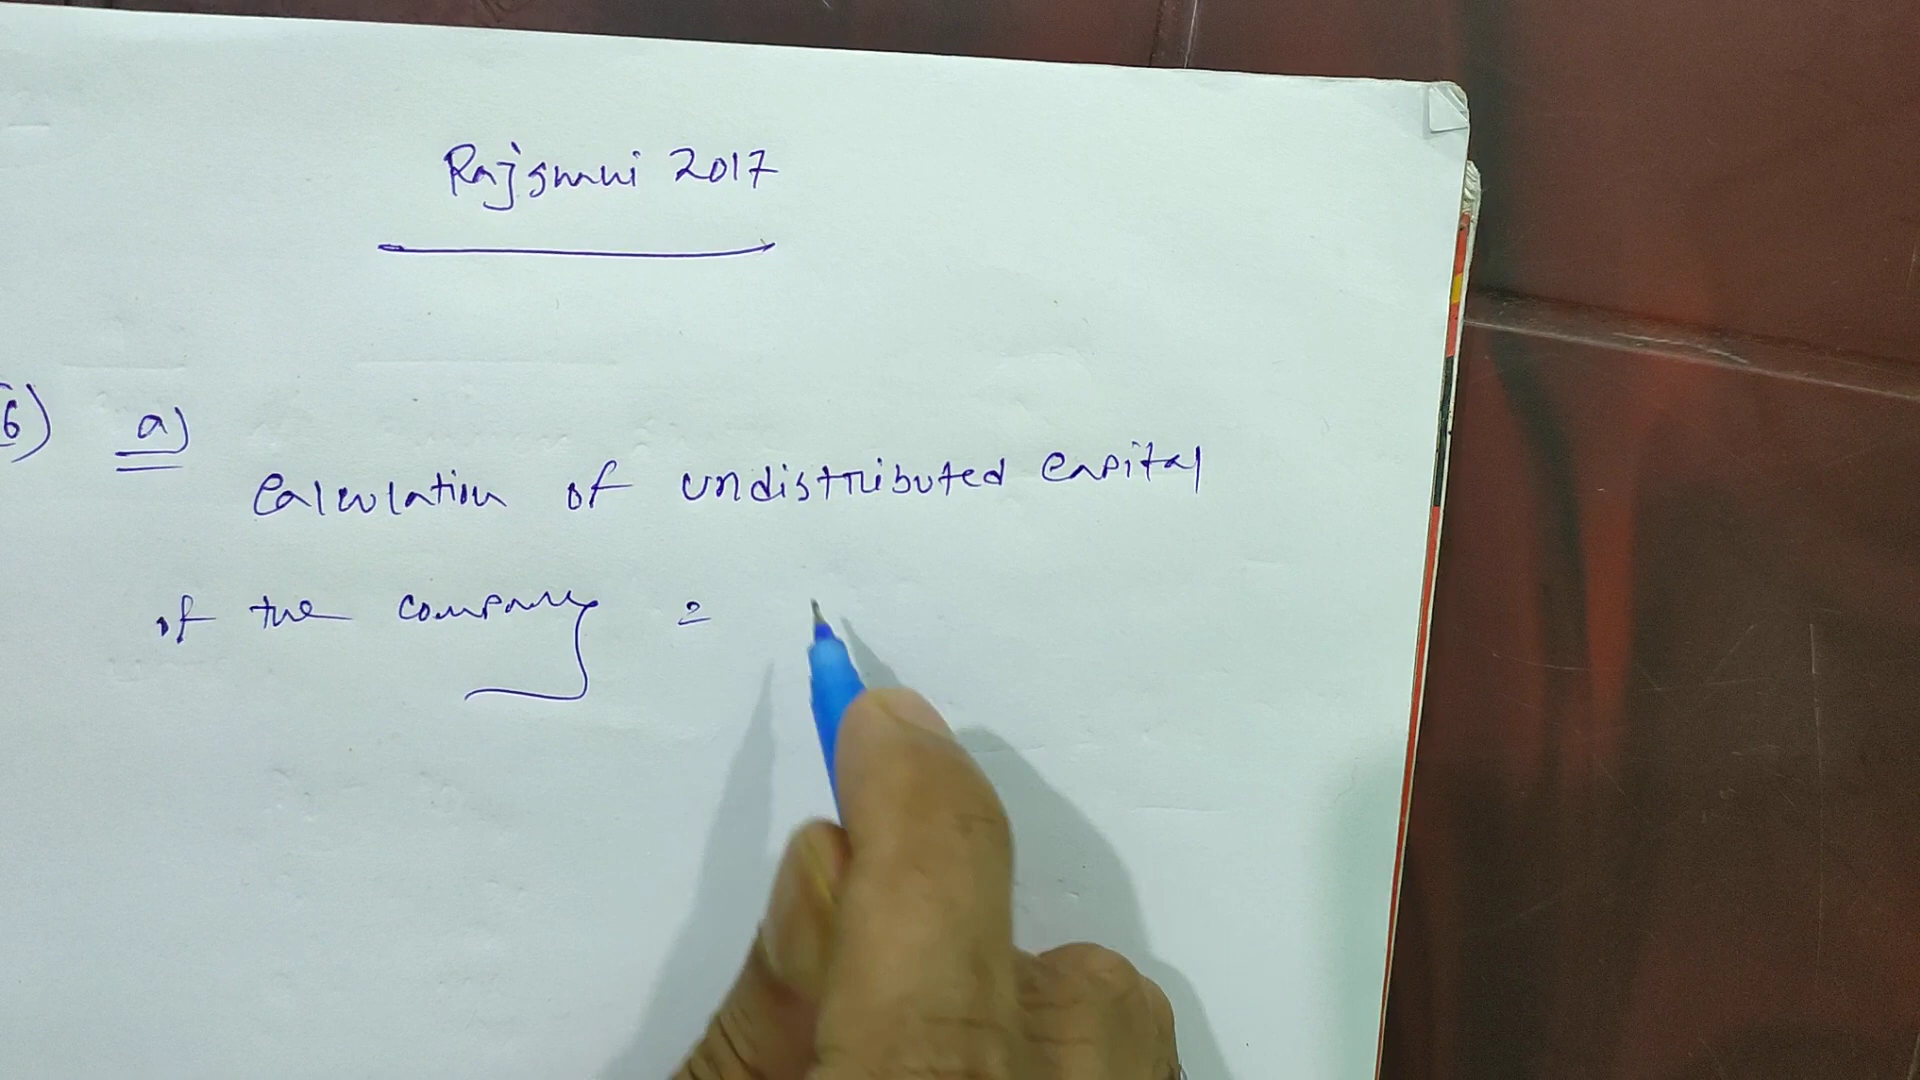 Rajshahi 2017
6) a)
Calculation of undistributed capital
of the company =